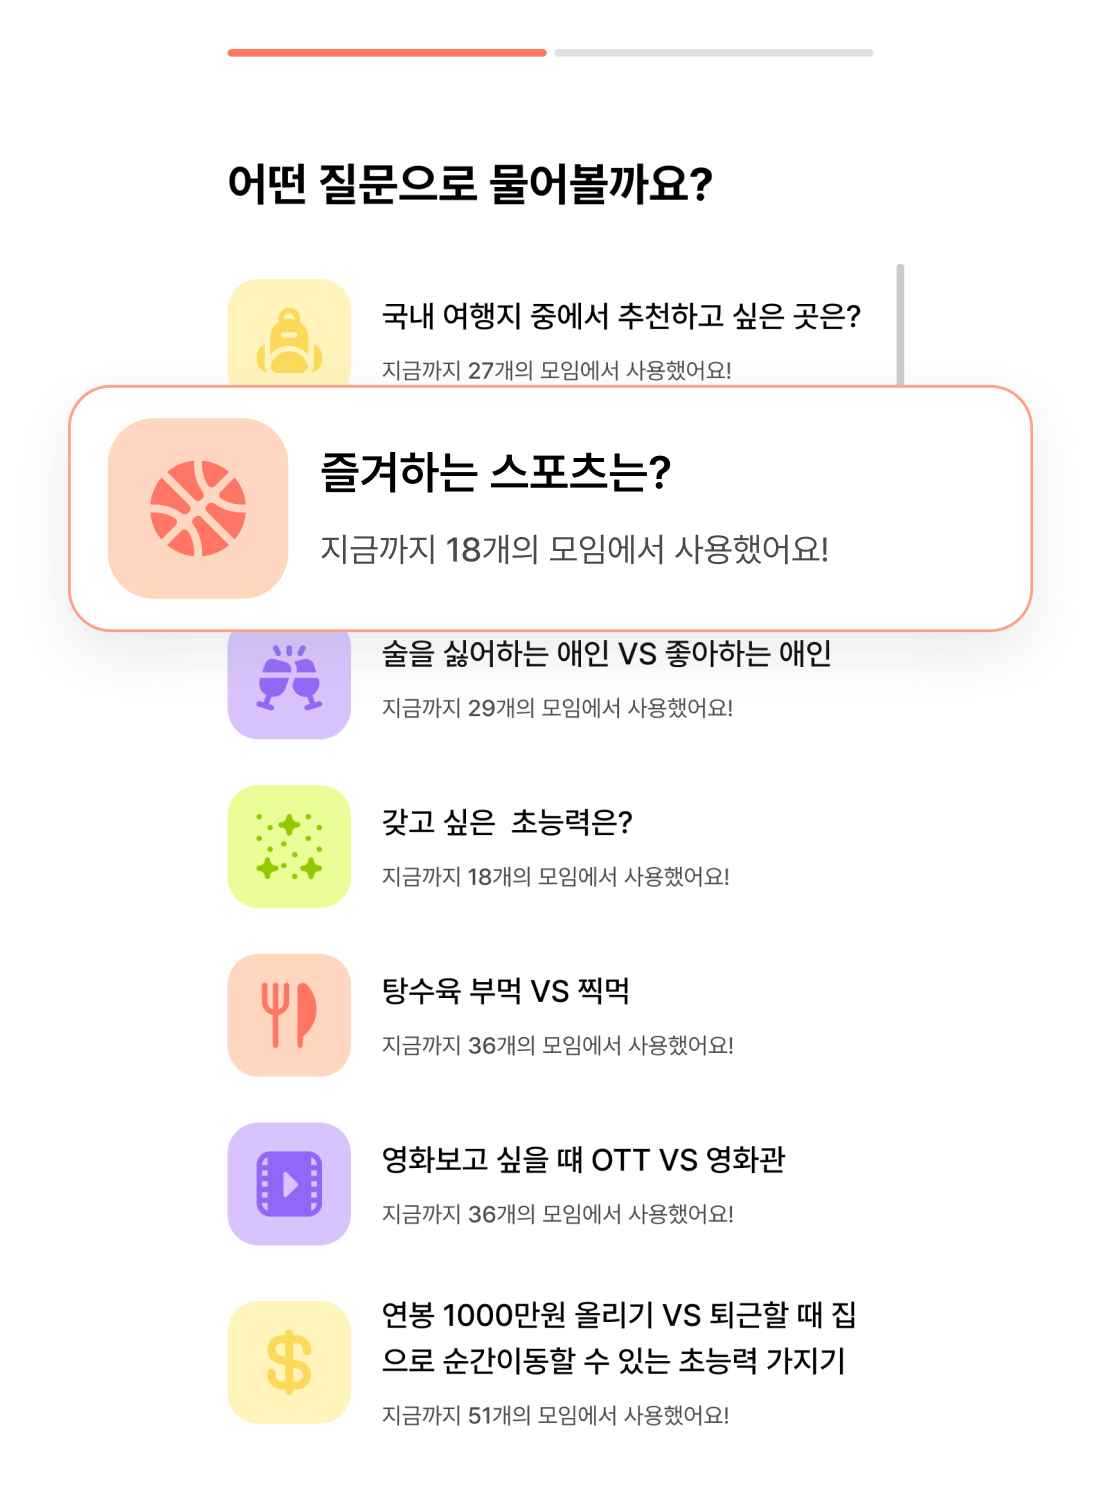 어떤 질문으로 물어볼까요?
국내 여행지 중에서 추천하고 싶은 곳은?
지금까지 27개의 모임에서 사용했어요!
즐겨하는 스포츠는?
지금까지 18개의 모임에서 사용했어요!
술을 싫어하는 애인 VS 좋아하는 애인
지금까지 29개의 모임에서 사용했어요!
갖고 싶은  초능력은?
지금까지 18개의 모임에서 사용했어요!
탕수육 부먹 VS 찍먹
지금까지 36개의 모임에서 사용했어요!
영화보고 싶을 떄 OTT VS 영화관
지금까지 36개의 모임에서 사용했어요!
연봉 1000만원 올리기 VS 퇴근할 때 집
으로 순간이동할 수 있는 초능력 가지기
지금까지 51개의 모임에서 사용했어요!